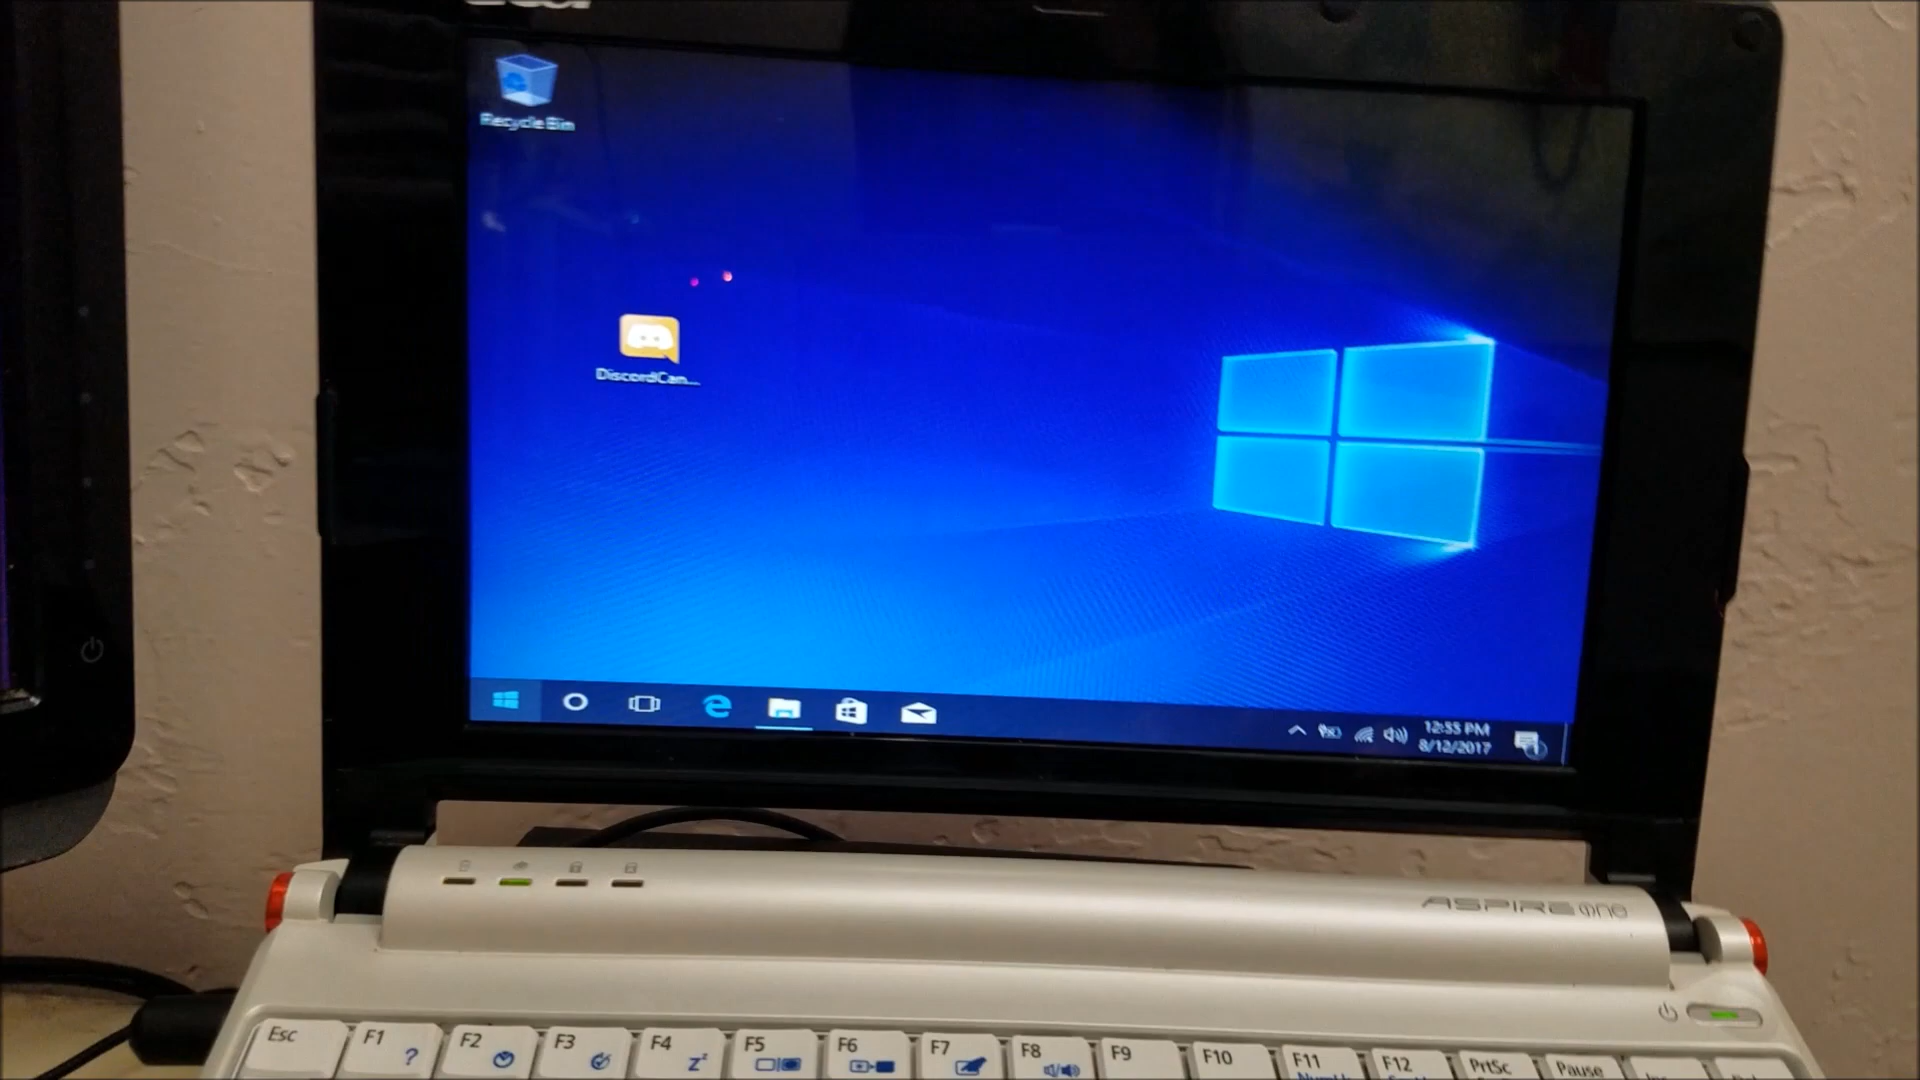 Recycle Bin
DiscordCan...
12:55 PM
8/12/2017
ASPIRE one
Esc
F1
?
F2
F3
F4
Zz
F5
F6
F7
F8
F9
F10
F11
F12
PrtSc
Pause